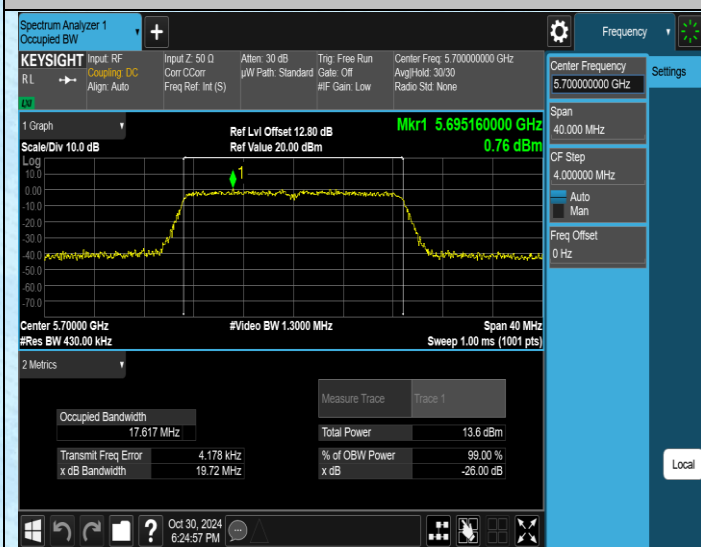 Spectrum Analyzer 1
Occupied BW
Frequency
KEYSIGHT
R L
Input: RF
Coupling: DC
Align: Auto
Input Z: 50 Ω
Corr CCorr
Freq Ref: Int (S)
Atten: 30 dB
µW Path: Standard
Trig: Free Run
Gate: Off
#IF Gain: Low
Center Freq: 5.700000000 GHz
Avg|Hold: 30/30
Radio Std: None
Center Frequency
5.700000000 GHz
Settings
Span
40.000 MHz
CF Step
4.000000 MHz
Auto
Man
Freq Offset
0 Hz
Local
1 Graph
Scale/Div 10.0 dB
Ref Lvl Offset 12.80 dB
Ref Value 20.00 dBm
Mkr1 5.695160000 GHz
0.76 dBm
Log
10.0
0.00
-10.0
-20.0
-30.0
-40.0
-50.0
-60.0
-70.0
1
Center 5.70000 GHz
#Res BW 430.00 kHz
#Video BW 1.3000 MHz
Span 40 MHz
Sweep 1.00 ms (1001 pts)
2 Metrics
Measure Trace
Trace 1
Occupied Bandwidth
17.617 MHz
Total Power
13.6 dBm
Transmit Freq Error
4.178 kHz
% of OBW Power
99.00 %
x dB Bandwidth
19.72 MHz
x dB
-26.00 dB
?
Oct 30, 2024
6:24:57 PM